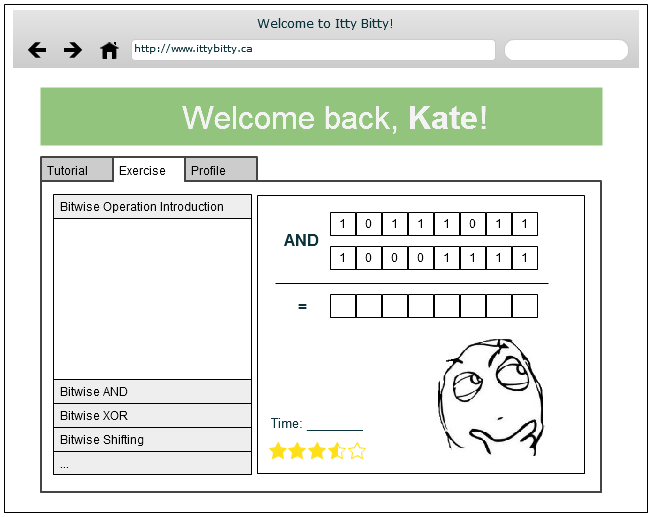 Welcome to Itty Bitty!
http://www.ittybitty.ca
Welcome back, Kate!
Tutorial Exercise Profile
Bitwise Operation Introduction
Bitwise AND
Bitwise XOR
Bitwise Shifting
...
1 0 1 1 1 0 1 1
AND
1 0 0 0 1 1 1 1
=
Time: ________